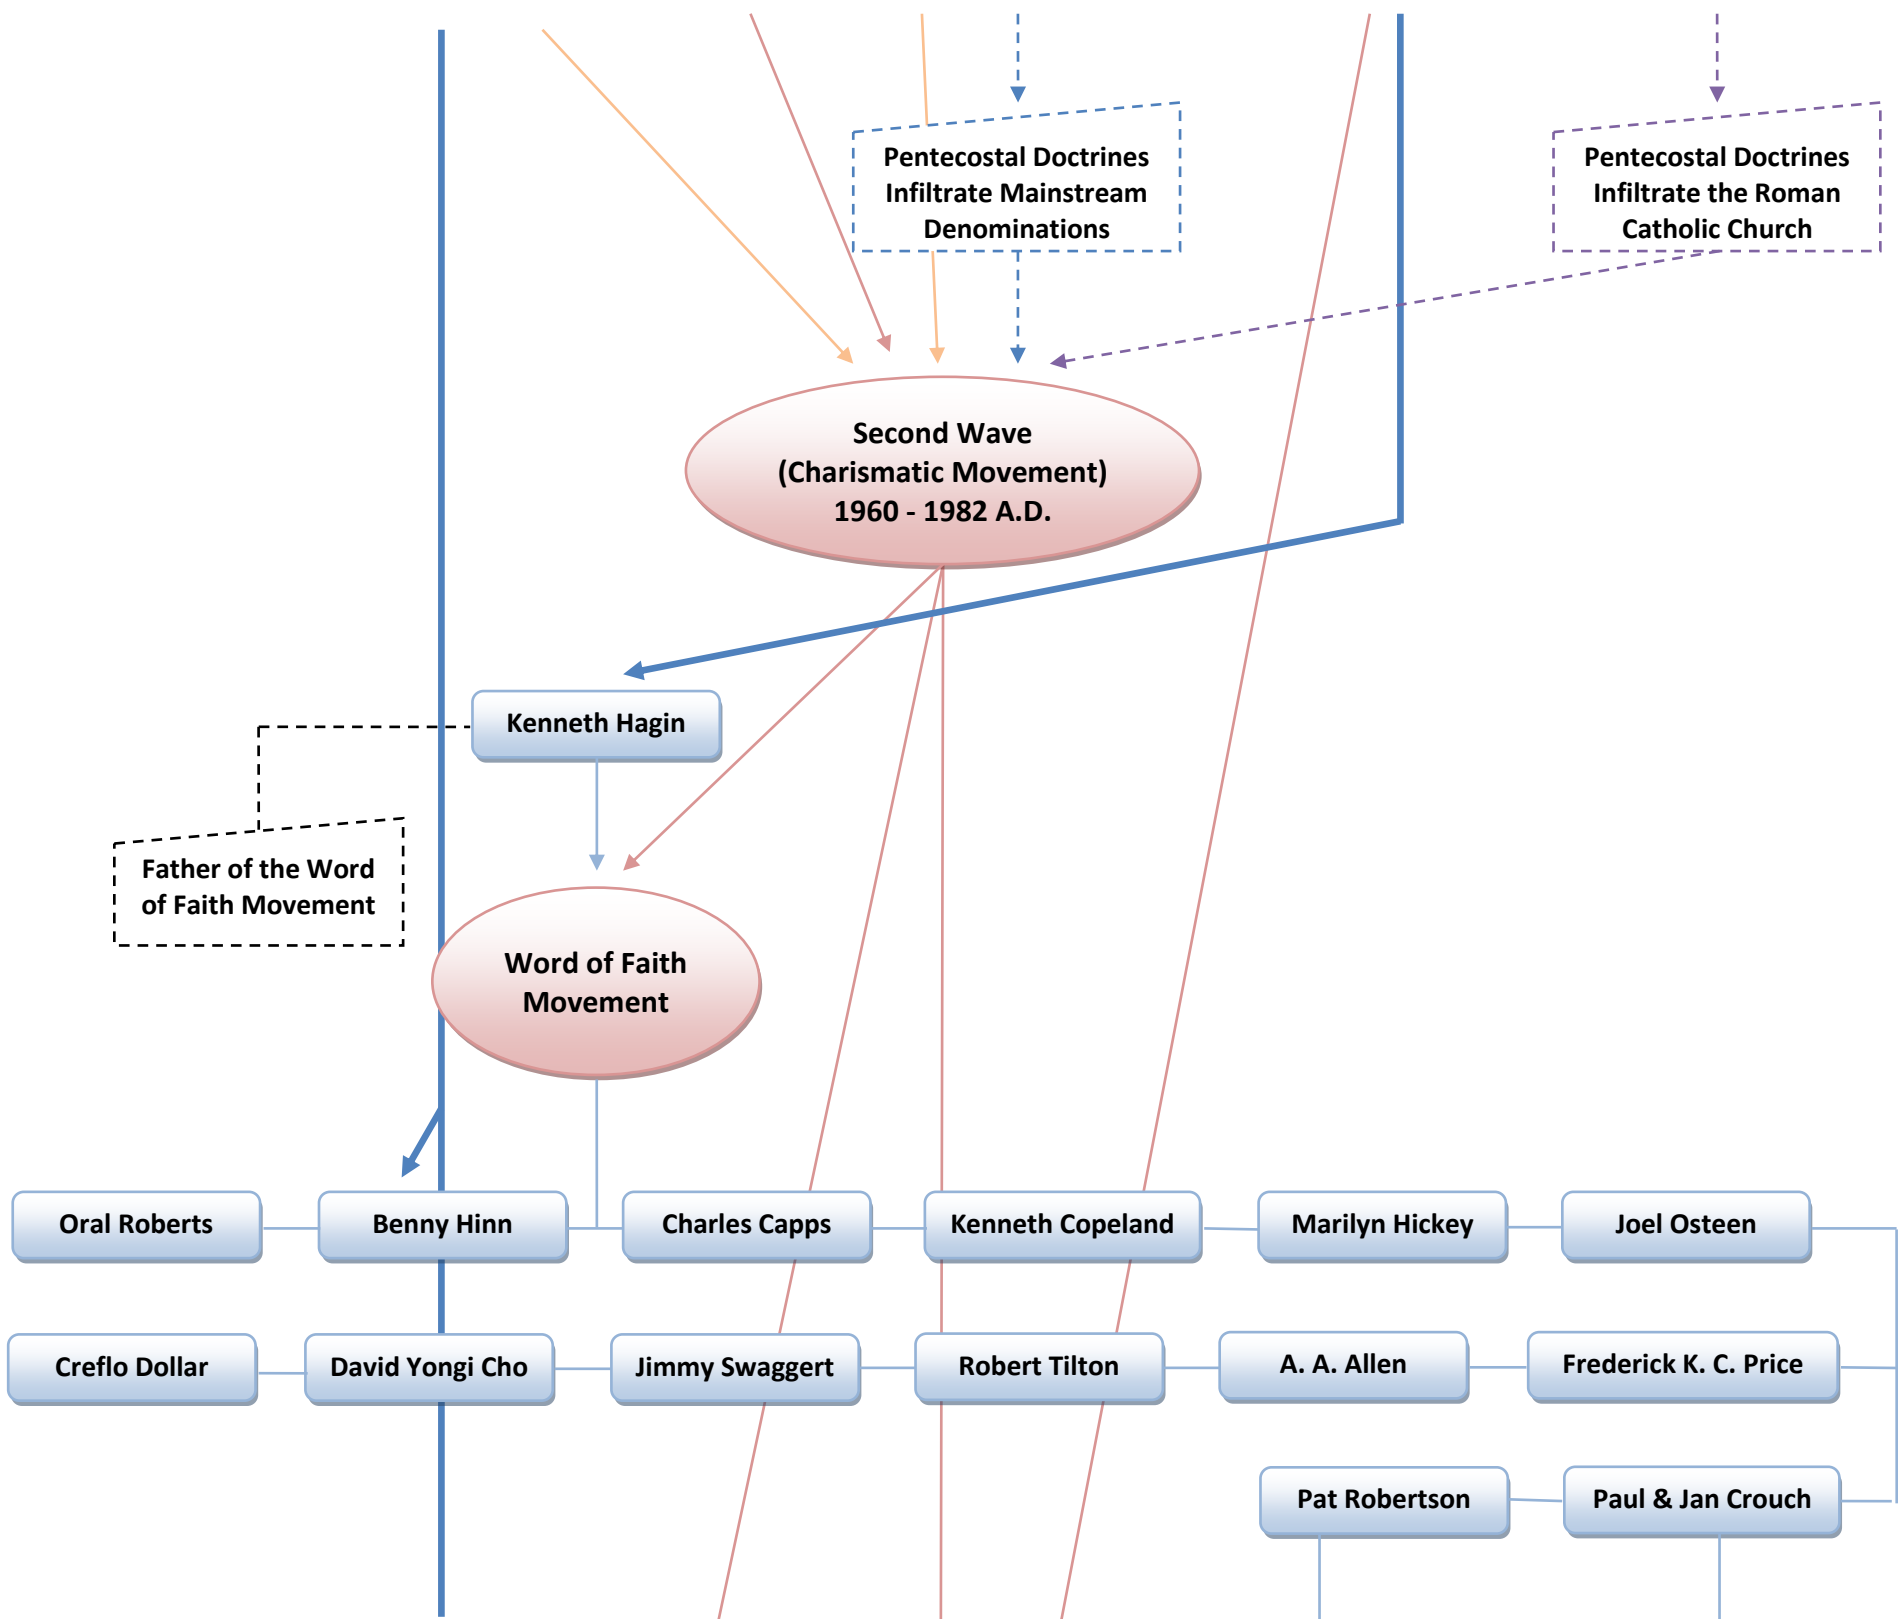 Pentecostal Doctrines
Infiltrate Mainstream
Denominations
Pentecostal Doctrines
Infiltrate the Roman
Catholic Church
Second Wave
(Charismatic Movement)
1960 - 1982 A.D.
Kenneth Hagin
Father of the Word
of Faith Movement
Word of Faith
Movement
Oral Roberts
Benny Hinn
Charles Capps
Kenneth Copeland
Marilyn Hickey
Joel Osteen
Creflo Dollar
David Yongi Cho
Jimmy Swaggert
Robert Tilton
A. A. Allen
Frederick K. C. Price
Pat Robertson
Paul & Jan Crouch